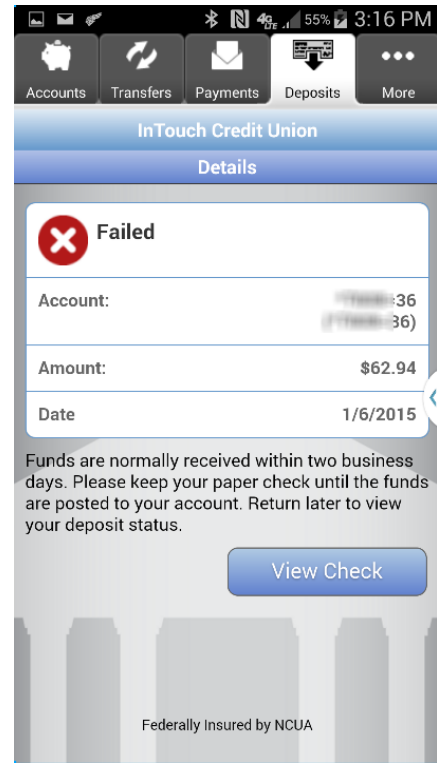 55% 3:16 PM
Accounts Transfers Payments Deposits More
InTouch Credit Union
Details
Failed
Account: 36
36)
Amount: $62.94
Date 1/6/2015
Funds are normally received within two business
days. Please keep your paper check until the funds
are posted to your account. Return later to view
your deposit status.
View Check
Federally Insured by NCUA